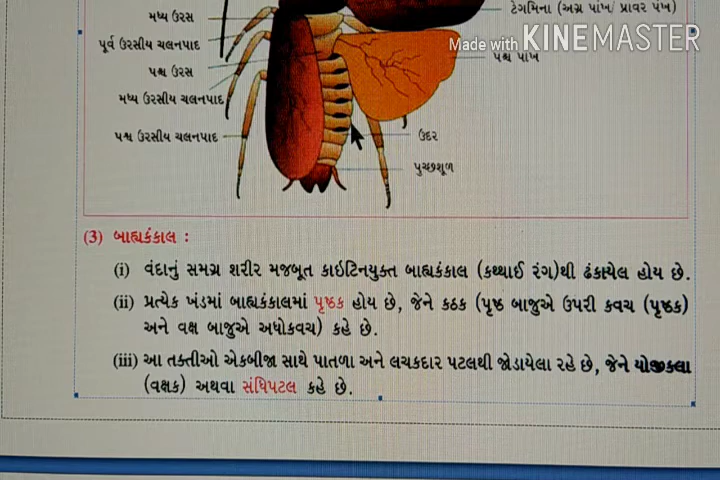 મધ્ય ઉરસ
ટેગમિના (અગ્ર પાંખ/ પ્રાવર પંખ)
પૂર્વ ઉરસીય ચલનપાદ
Made with KINEMASTER
પશ્ચ ઉરસ
પશ્ચ પાંખ
મધ્ય ઉરસીય ચલનપાદ
પશ્ચ ઉરસીય ચલનપાદ
ઉદર
પુચ્છશૂળ
(3) બાહ્યકંકાલ :
(i) વંદાનું સમગ્ર શરીર મજબૂત કાઇટિનયુક્ત બાહ્યકંકાલ (કથ્થાઈ રંગ)થી ઢંકાયેલ હોય છે.
(ii) પ્રત્યેક ખંડમાં બાહ્યકંકાલમાં પૃષ્ઠક હોય છે, જેને કઠક (પૃષ્ઠ બાજુએ ઉપરી કવચ (પૃષ્ઠક)
અને વક્ષ બાજુએ અધોકવચ) કહે છે.
(iii) આ તક્તીઓ એકબીજા સાથે પાતળા અને લચકદાર પટલથી જોડાયેલા રહે છે, જેને યોજીકલા
(વક્ષક) અથવા સંધિપટલ કહે છે.